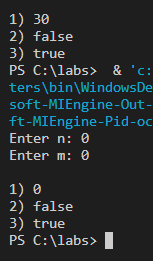 1) 30
2) false
3) true
PS C:\labs>  & 'c:
ters\bin\WindowsDe
soft-MIEngine-Out-
ft-MIEngine-Pid-oc
Enter n: 0
Enter m: 0

1) 0
2) false
3) true
PS C:\labs>